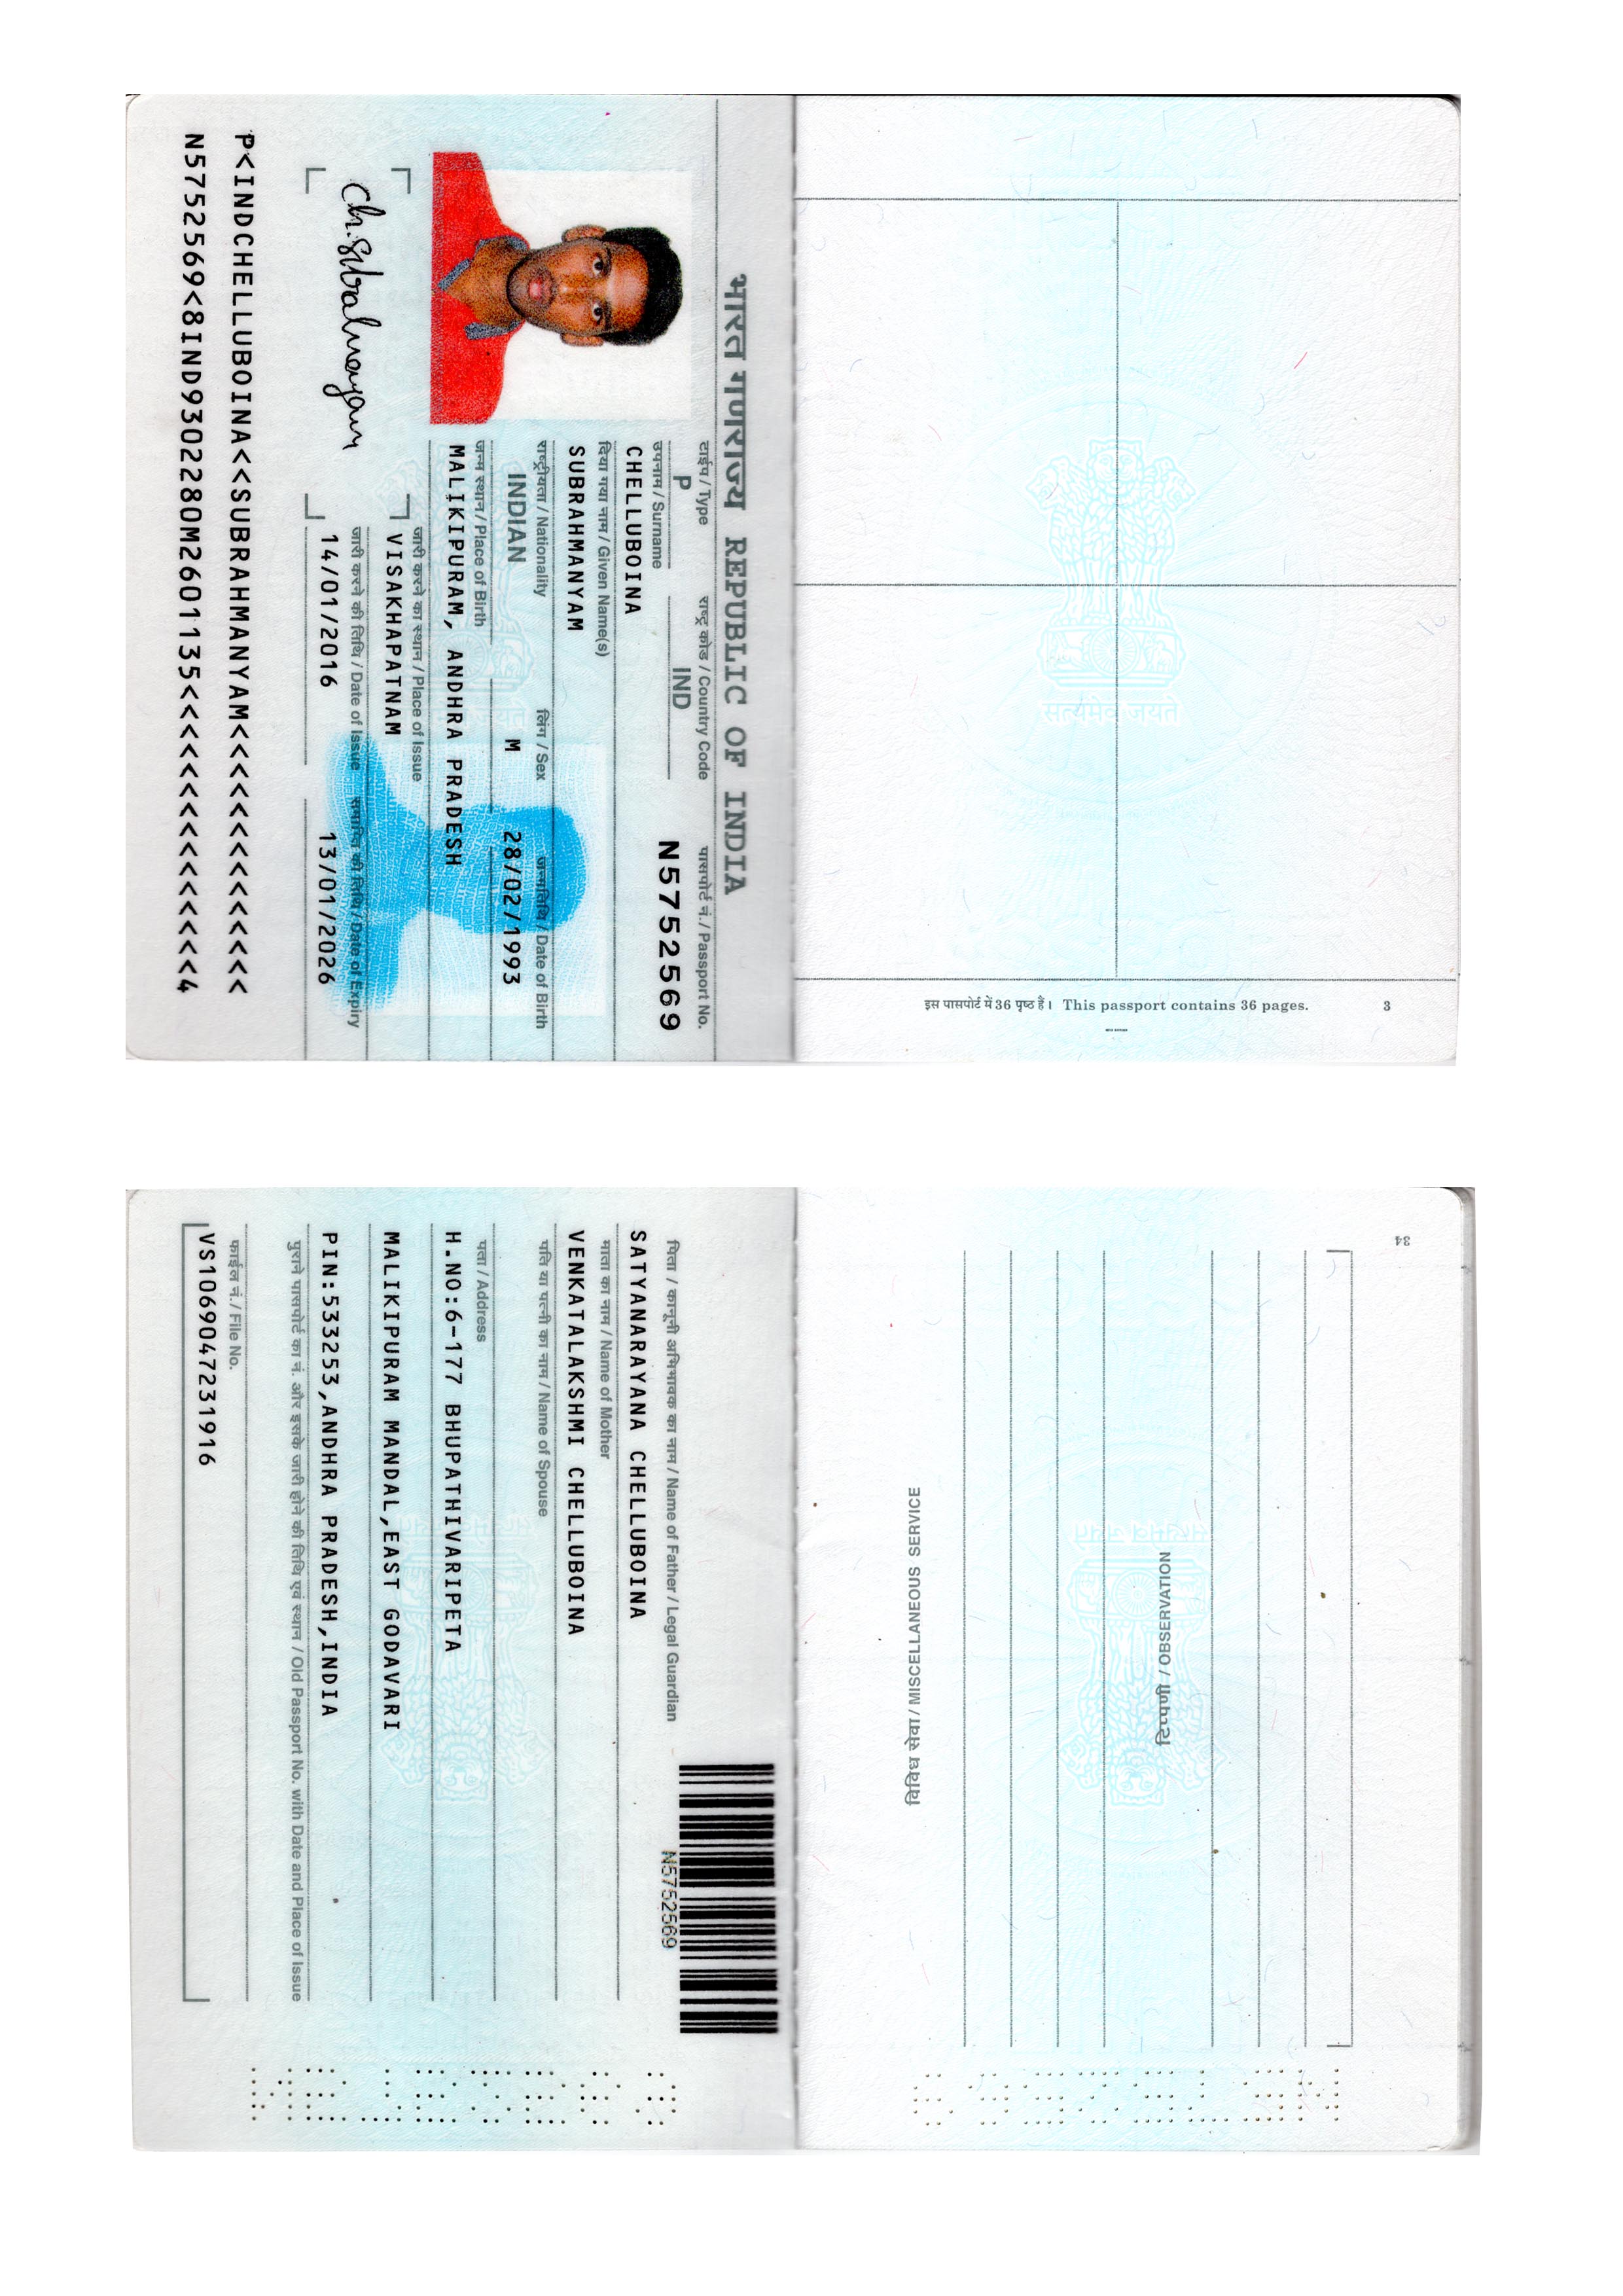 भारत गणराज्य REPUBLIC OF INDIA
टाईप / Type
राष्ट्र कोड / Country Code
पासपोर्ट नं. / Passport No.
P
IND
N5752569
उपनाम / Surname
CHELLUBOINA
दिया गया नाम / Given Name(s)
SUBRAHMANYAM
राष्ट्रीयता / Nationality
लिंग / Sex
जन्मतिथि / Date of Birth
INDIAN
M
28/02/1993
जन्म स्थान / Place of Birth
MALIKIPURAM, ANDHRA PRADESH
जारी करने का स्थान / Place of Issue
VISAKHAPATNAM
जारी करने की तिथि / Date of Issue
समाप्ति की तिथि / Date of Expiry
14/01/2016
13/01/2026
P<INDCHELLUBOINA<<SUBRAHMANYAM<<<<<<<<<<<<<<
N5752569<8IND9302280M2601135<<<<<<<<<<<<<<<4
सत्यमेव जयते
इस पासपोर्ट में 36 पृष्ठ हैं। This passport contains 36 pages.
3
पिता / कानूनी अभिभावक का नाम / Name of Father / Legal Guardian
SATYANARAYANA CHELLUBOINA
माता का नाम / Name of Mother
VENKATALAKSHMI CHELLUBOINA
पति या पत्नी का नाम / Name of Spouse
पता / Address
H.NO:6-177 BHUPATHIVARIPETA
MALIKIPURAM MANDAL,EAST GODAVARI
PIN:533253,ANDHRA PRADESH,INDIA
पुराने पासपोर्ट का नं. और इसके जारी होने की तिथि एवं स्थान / Old Passport No. with Date and Place of Issue
फाईल नं. / File No.
VS1069047231916
N5752569
34
टिप्पणी / OBSERVATION
विविध सेवा / MISCELLANEOUS SERVICE